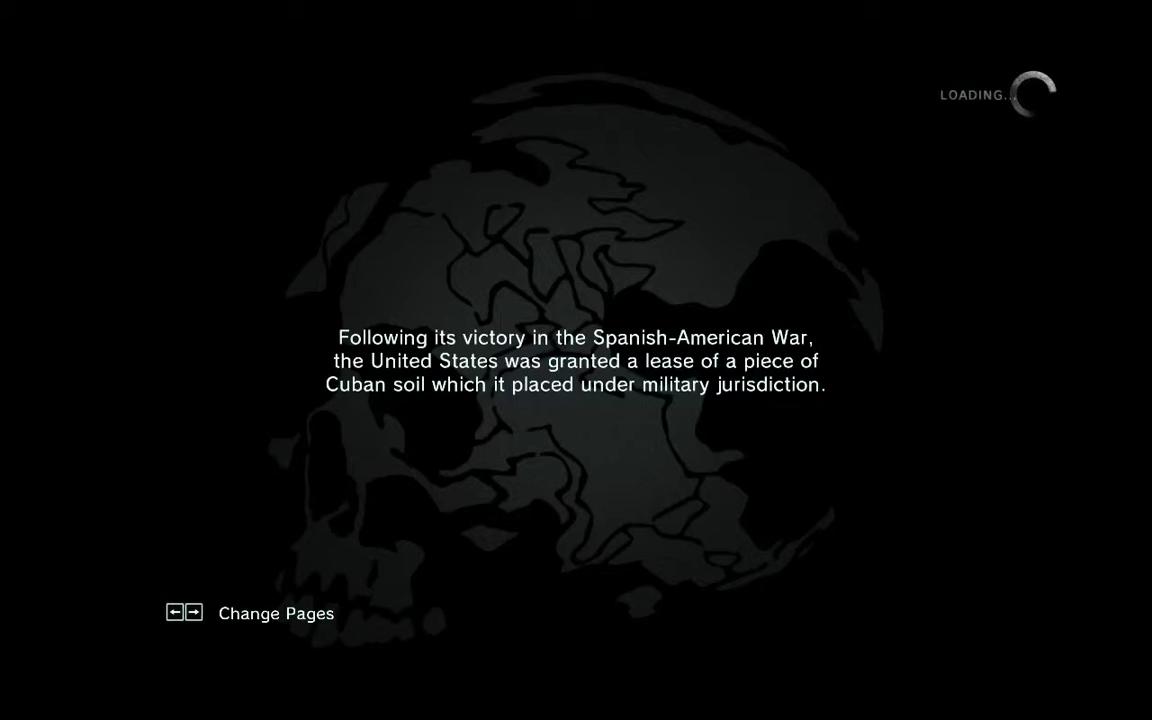 LOADING...
Following its victory in the Spanish-American War,
the United States was granted a lease of a piece of
Cuban soil which it placed under military jurisdiction.
Change Pages